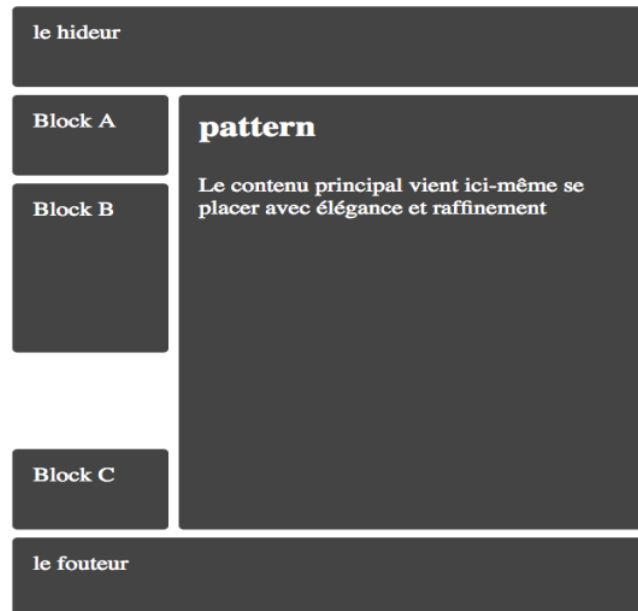 le hideur
Block A
pattern
Le contenu principal vient ici-même se
placer avec élégance et raffinement
Block B
Block C
le fouteur